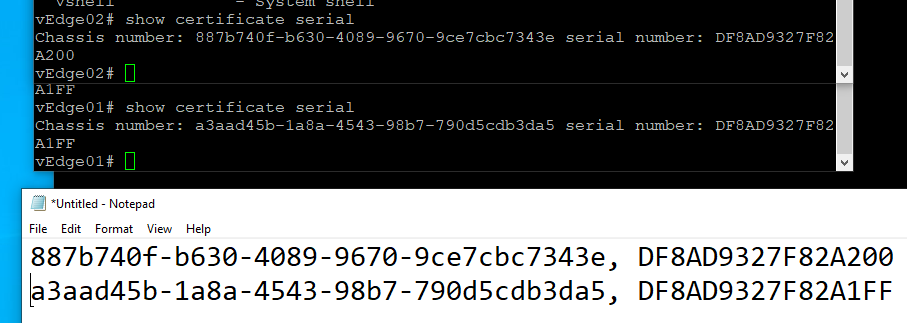 vshell - System shell
vEdge02# show certificate serial
Chassis number: 887b740f-b630-4089-9670-9ce7cbc7343e serial number: DF8AD9327F82
A200
vEdge02#
A1FF
vEdge01# show certificate serial
Chassis number: a3aad45b-1a8a-4543-98b7-790d5cdb3da5 serial number: DF8AD9327F82
A1FF
vEdge01#
*Untitled - Notepad
File Edit Format View Help
887b740f-b630-4089-9670-9ce7cbc7343e, DF8AD9327F82A200
a3aad45b-1a8a-4543-98b7-790d5cdb3da5, DF8AD9327F82A1FF